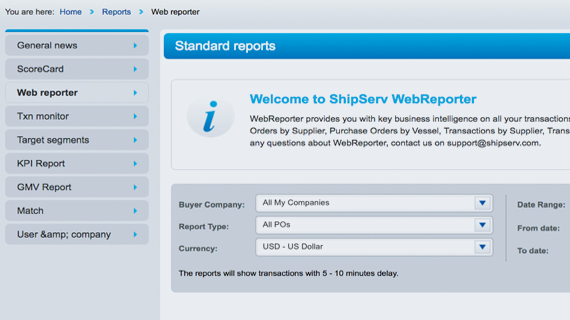 You are here: Home > Reports > Web reporter
General news
ScoreCard
Web reporter
Txn monitor
Target segments
KPI Report
GMV Report
Match
User &amp; company
Standard reports
i
Welcome to ShipServ WebReporter
WebReporter provides you with key business intelligence on all your transactions
Orders by Supplier, Purchase Orders by Vessel, Transactions by Supplier, Trans
any questions about WebReporter, contact us on support@shipserv.com.
Buyer Company: All My Companies Date Range:
Report Type: All POs From date:
Currency: USD - US Dollar To date:
The reports will show transactions with 5 - 10 minutes delay.